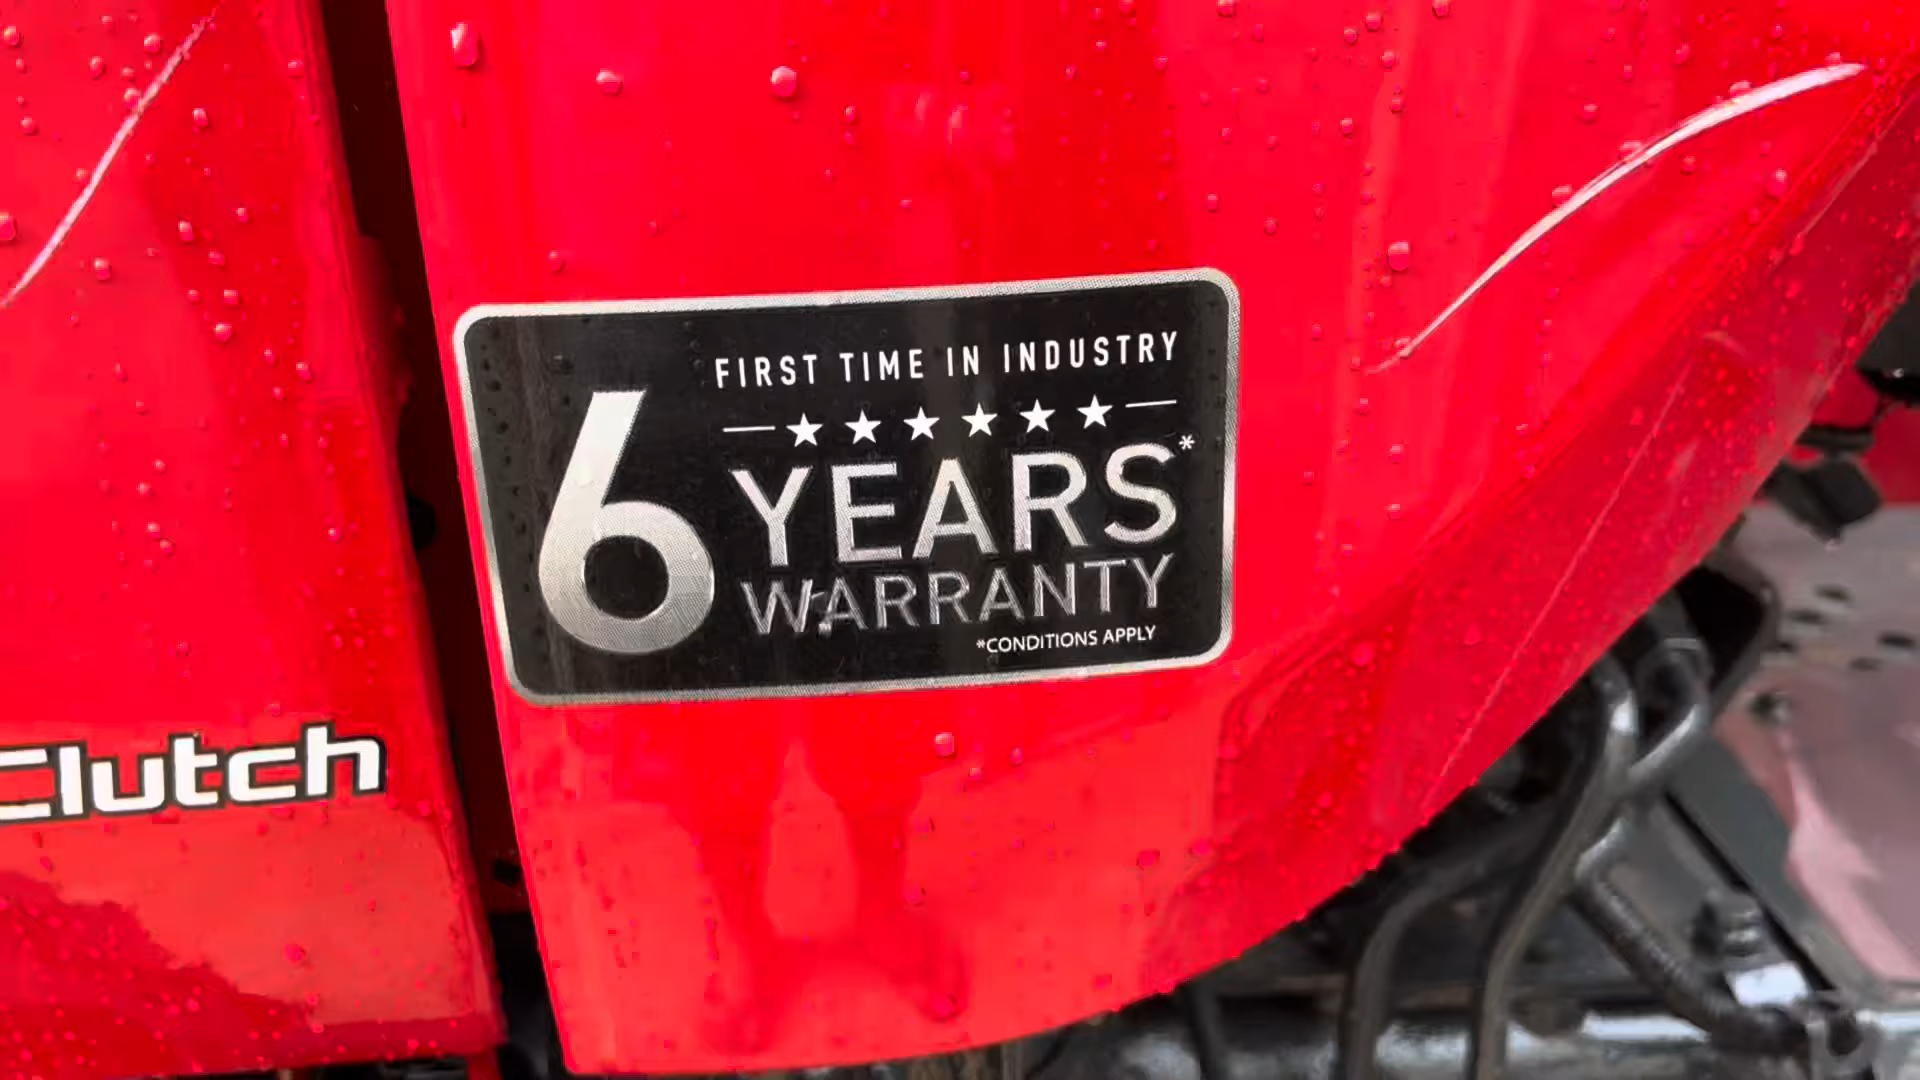 FIRST TIME IN INDUSTRY
6 YEARS*
WARRANTY
*CONDITIONS APPLY
Clutch